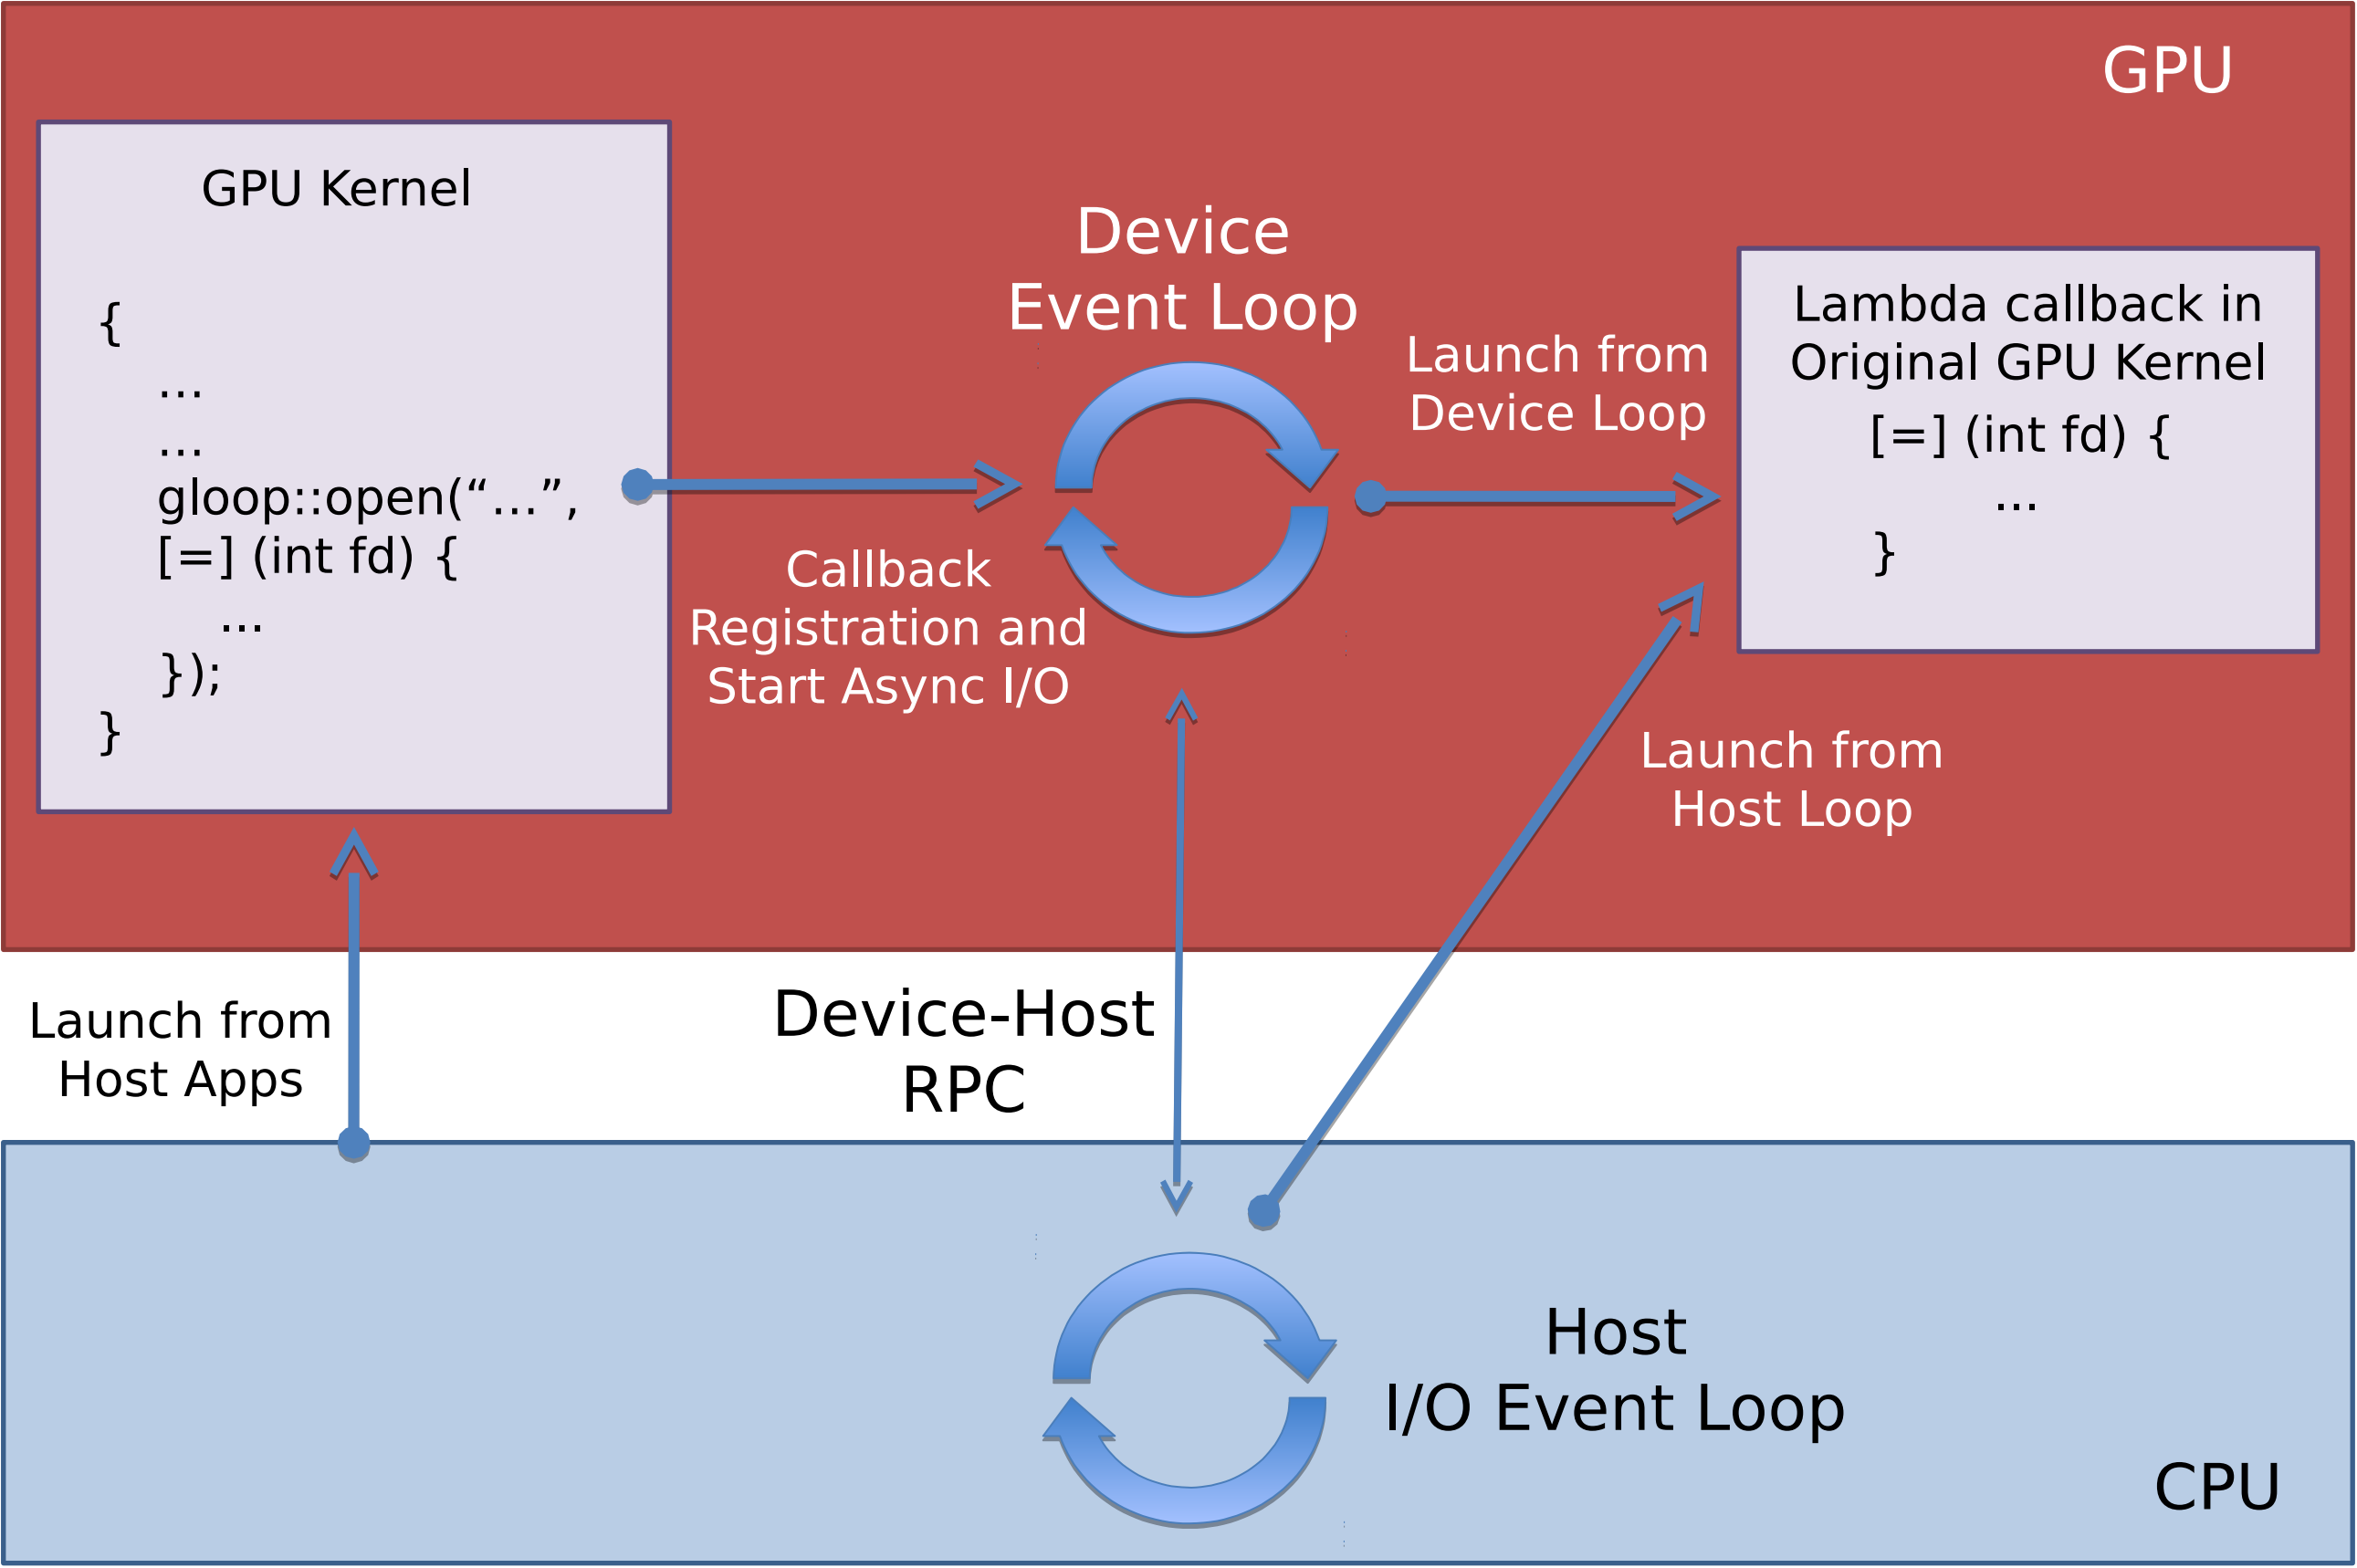 GPU
GPU Kernel
{
...
...
gloop::open(“...”,
[=] (int fd) {
...
});
}
Device
Event Loop
Callback
Registration and
Start Async I/O
Launch from
Device Loop
Lambda callback in
Original GPU Kernel
[=] (int fd) {
...
}
Launch from
Host Loop
Launch from
Host Apps
Device-Host
RPC
Host
I/O Event Loop
CPU